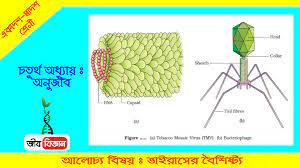 একাদশ-দ্বাদশ
শ্রেণী
চতুর্থ অধ্যায় ঃ
অনুজীব
জীব বিজ্ঞান
RNA
Capsid
Head
Collar
Sheath
Tail fibres
(a) Tobacco Mosaic Virus (TMV) (b) Bacteriophage
আলোচ্য বিষয় ঃ ভাইরাসের বৈশিষ্ট্য